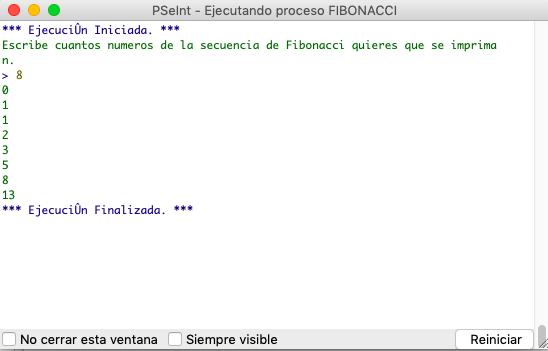 PSeInt - Ejecutando proceso FIBONACCI
*** EjecuciÛn Iniciada. ***
Escribe cuantos numeros de la secuencia de Fibonacci quieres que se imprima
n.
> 8
0
1
1
2
3
5
8
13
*** EjecuciÛn Finalizada. ***
No cerrar esta ventana Siempre visible Reiniciar